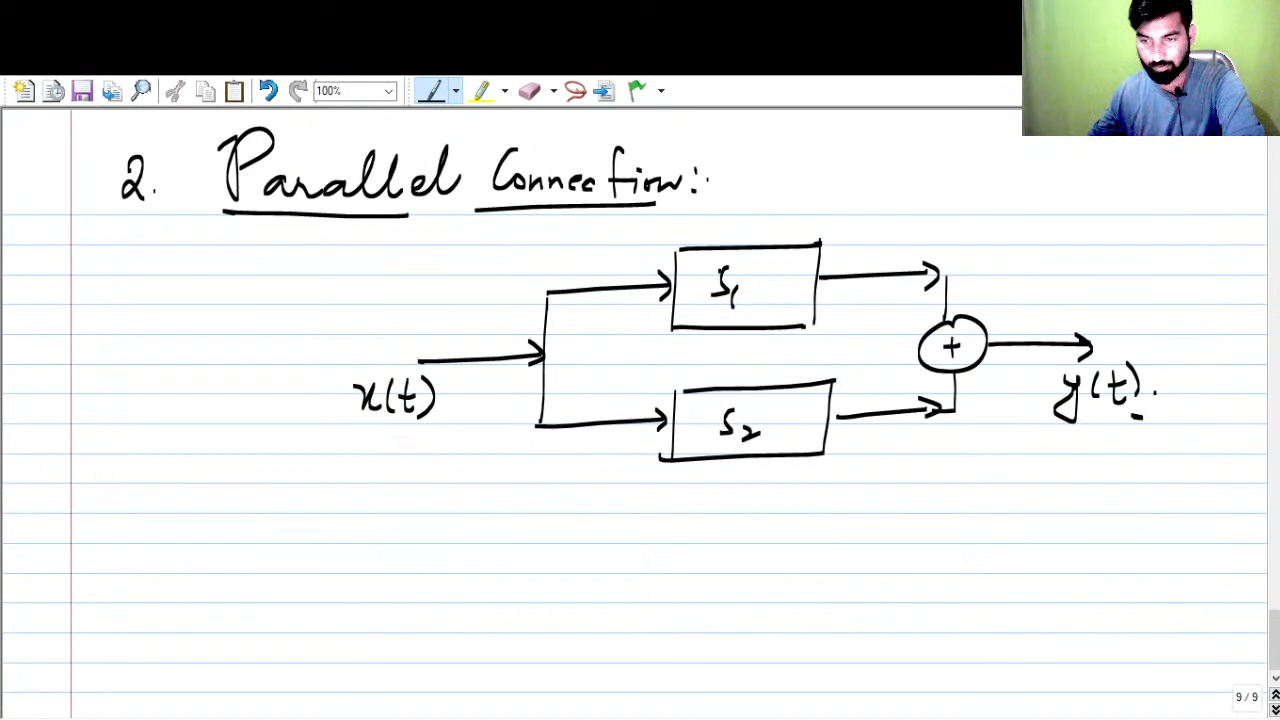 100%
2. Parallel Connection:
S1
+
x(t)
y(t).
S2
9/9